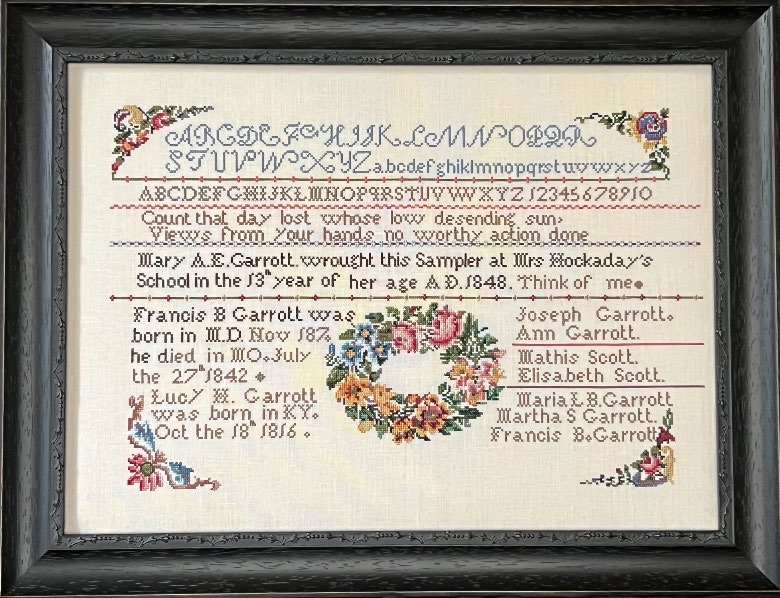 ABCDEFGHIJKLMNOPQR
STUVWXYZ abcdefghiklmnopqrstuvwxyz
ABCDEFGHIJKLMNOPQRSTUVWXYZ 12345678910
Count that day lost whose low desending sun,
Views from your hands no worthy action done
Mary A.E.Garrott wrought this Sampler at Mrs Hockaday's
School in the 13th year of her age A.D.1848. Think of me.
Francis B Garrott was
born in M.D. Nov
he died in MO. July
the 27th 1842.
Lucy H. Garrott
was born in KY.
Oct the 18th 1816.
Joseph Garrott.
Ann Garrott.
Mathis Scott.
Elisabeth Scott.
Maria L B.Garrott
Martha S Garrott.
Francis B.Garrott